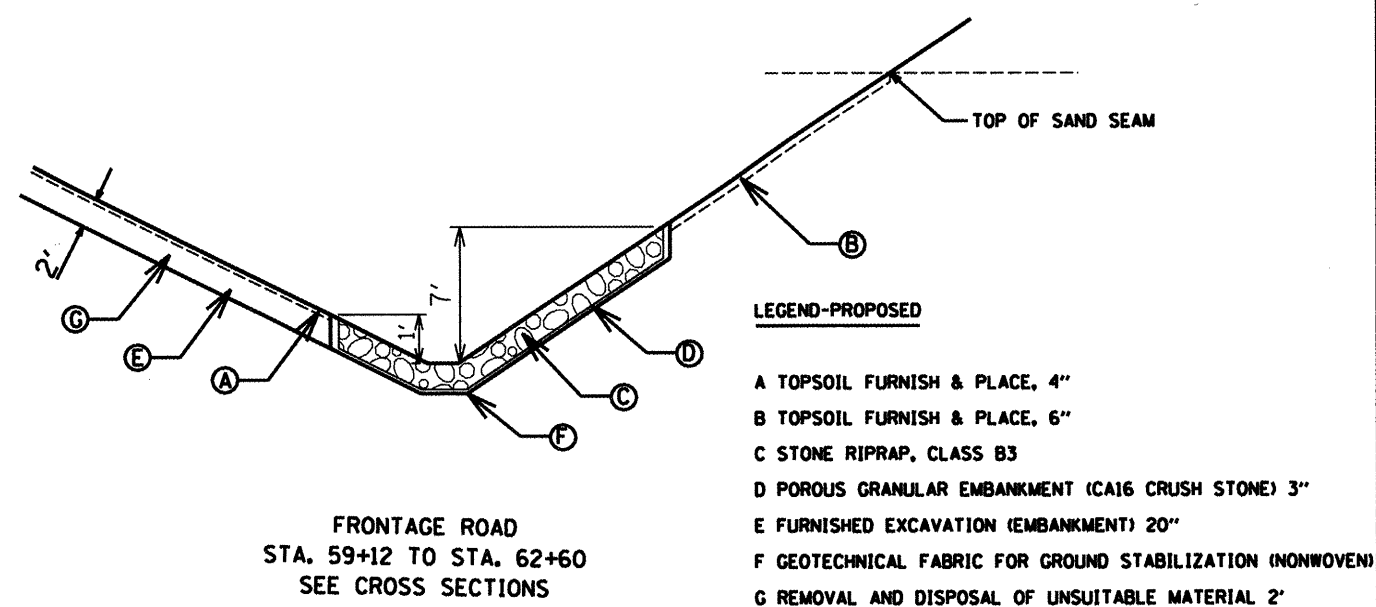 TOP OF SAND SEAM
B
2'
7'
1'
G
E
A
D
C
F
LEGEND-PROPOSED
A TOPSOIL FURNISH & PLACE, 4"
B TOPSOIL FURNISH & PLACE, 6"
C STONE RIPRAP, CLASS B3
D POROUS GRANULAR EMBANKMENT (CA16 CRUSH STONE) 3"
E FURNISHED EXCAVATION (EMBANKMENT) 20"
F GEOTECHNICAL FABRIC FOR GROUND STABILIZATION (NONWOVEN)
G REMOVAL AND DISPOSAL OF UNSUITABLE MATERIAL 2'
FRONTAGE ROAD
STA. 59+12 TO STA. 62+60
SEE CROSS SECTIONS